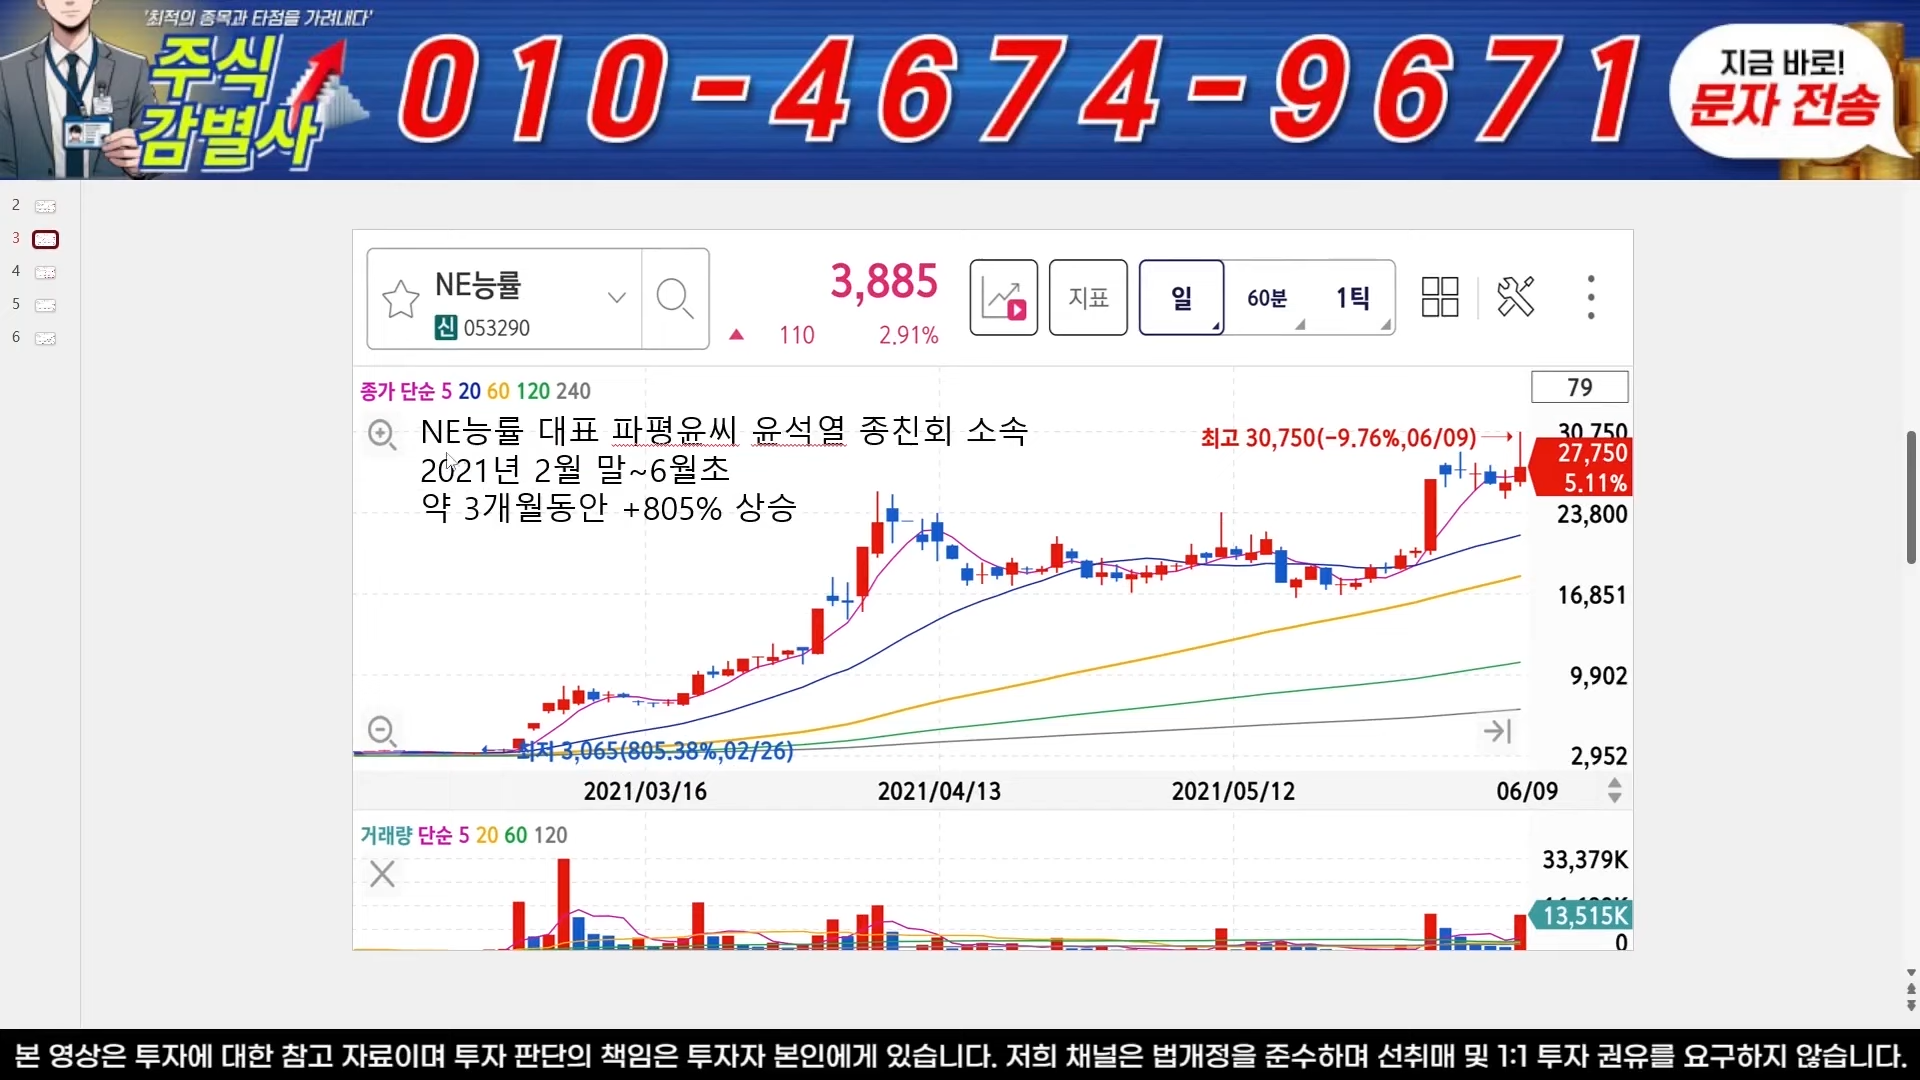 '최적의 종목과 타점을 가려내다'
주식
감별사
010-4674-9671
지금 바로!
문자 전송
2
3
4
5
6
NE능률
신 053290
3,885
▲ 110 2.91%
지표
일
60분
1틱
종가 단순 5 20 60 120 240
79
NE능률 대표 파평윤씨 윤석열 종친회 소속
2021년 2월 말~6월초
약 3개월동안 +805% 상승
최고 30,750(-9.76%,06/09)
30,750
27,750
5.11%
23,800
16,851
9,902
2,952
최저 3,065(805.38%,02/26)
2021/03/16
2021/04/13
2021/05/12
06/09
거래량 단순 5 20 60 120
33,379K
13,515K
0
본 영상은 투자에 대한 참고 자료이며 투자 판단의 책임은 투자자 본인에게 있습니다. 저희 채널은 법개정을 준수하며 선취매 및 1:1 투자 권유를 요구하지 않습니다.